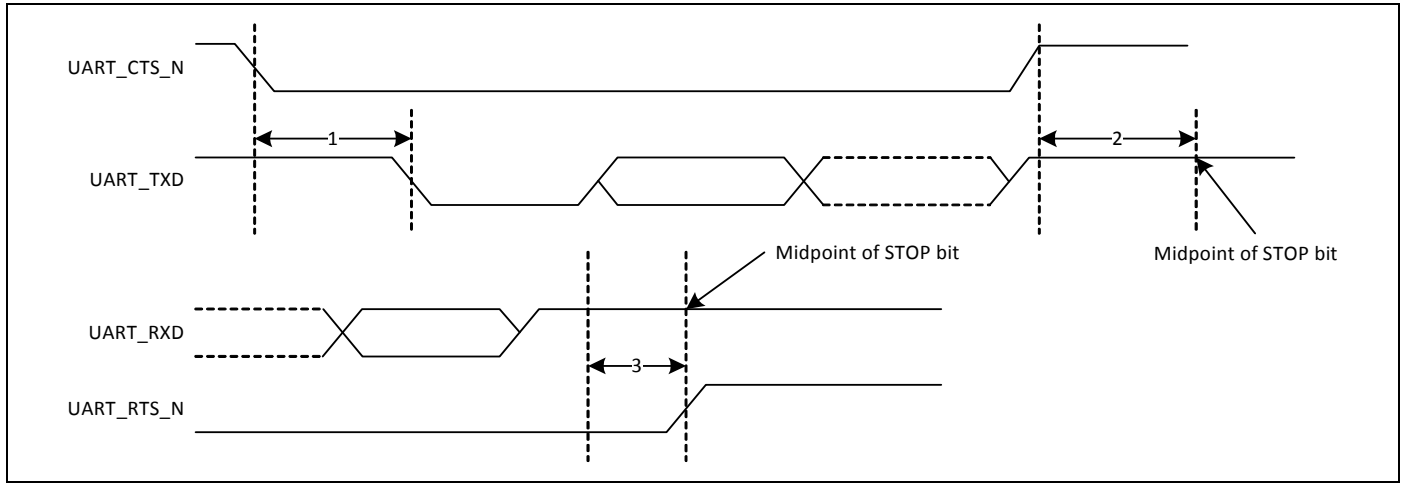 UART_CTS_N
1
2
UART_TXD
Midpoint of STOP bit
Midpoint of STOP bit
UART_RXD
3
UART_RTS_N